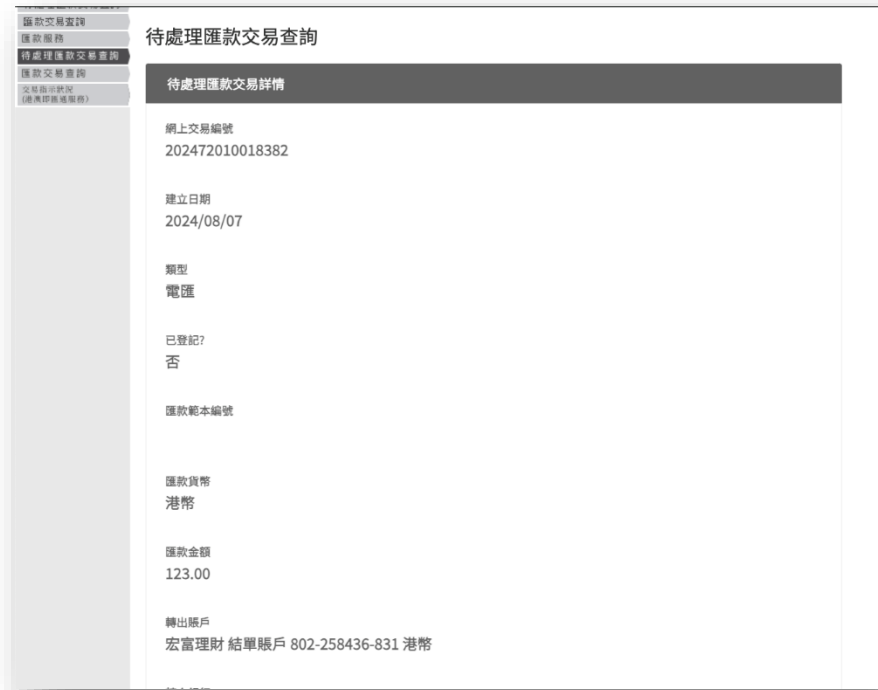 匯款交易查詢
匯款服務
待處理匯款交易查詢
匯款交易查詢
交易指示狀況
(港澳即匯通服務)
待處理匯款交易查詢
待處理匯款交易詳情
網上交易編號
202472010018382
建立日期
2024/08/07
類型
電匯
已登記?
否
匯款範本編號
匯款貨幣
港幣
匯款金額
123.00
轉出賬戶
宏富理財 結單賬戶 802-258436-831 港幣